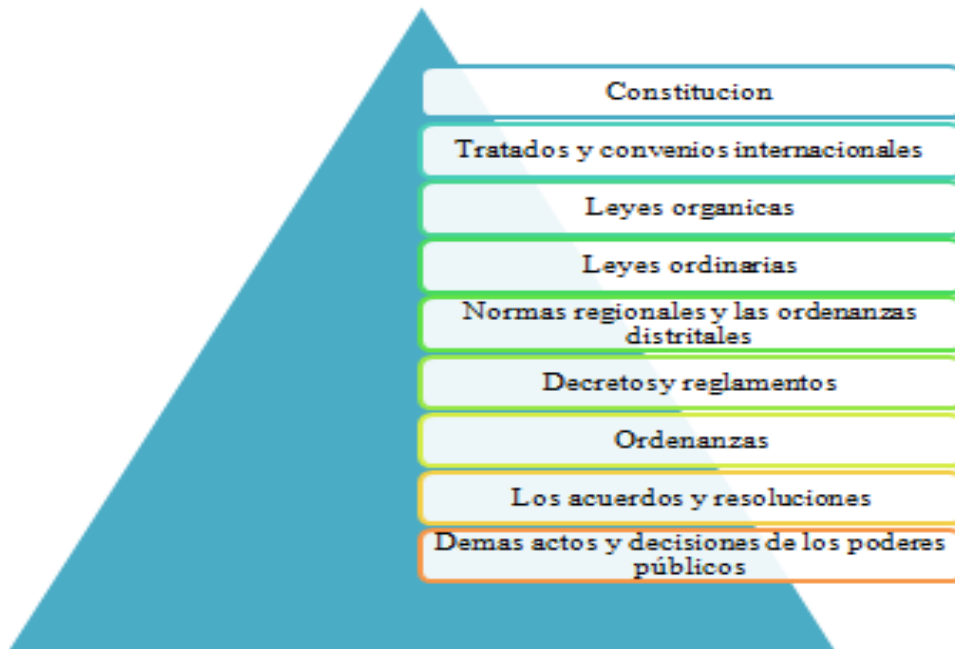 Constitucion
Tratados y convenios internacionales
Leyes organicas
Leyes ordinarias
Normas regionales y las ordenanzas
distritales
Decretos y reglamentos
Ordenanzas
Los acuerdos y resoluciones
Demas actos y decisiones de los poderes
públicos